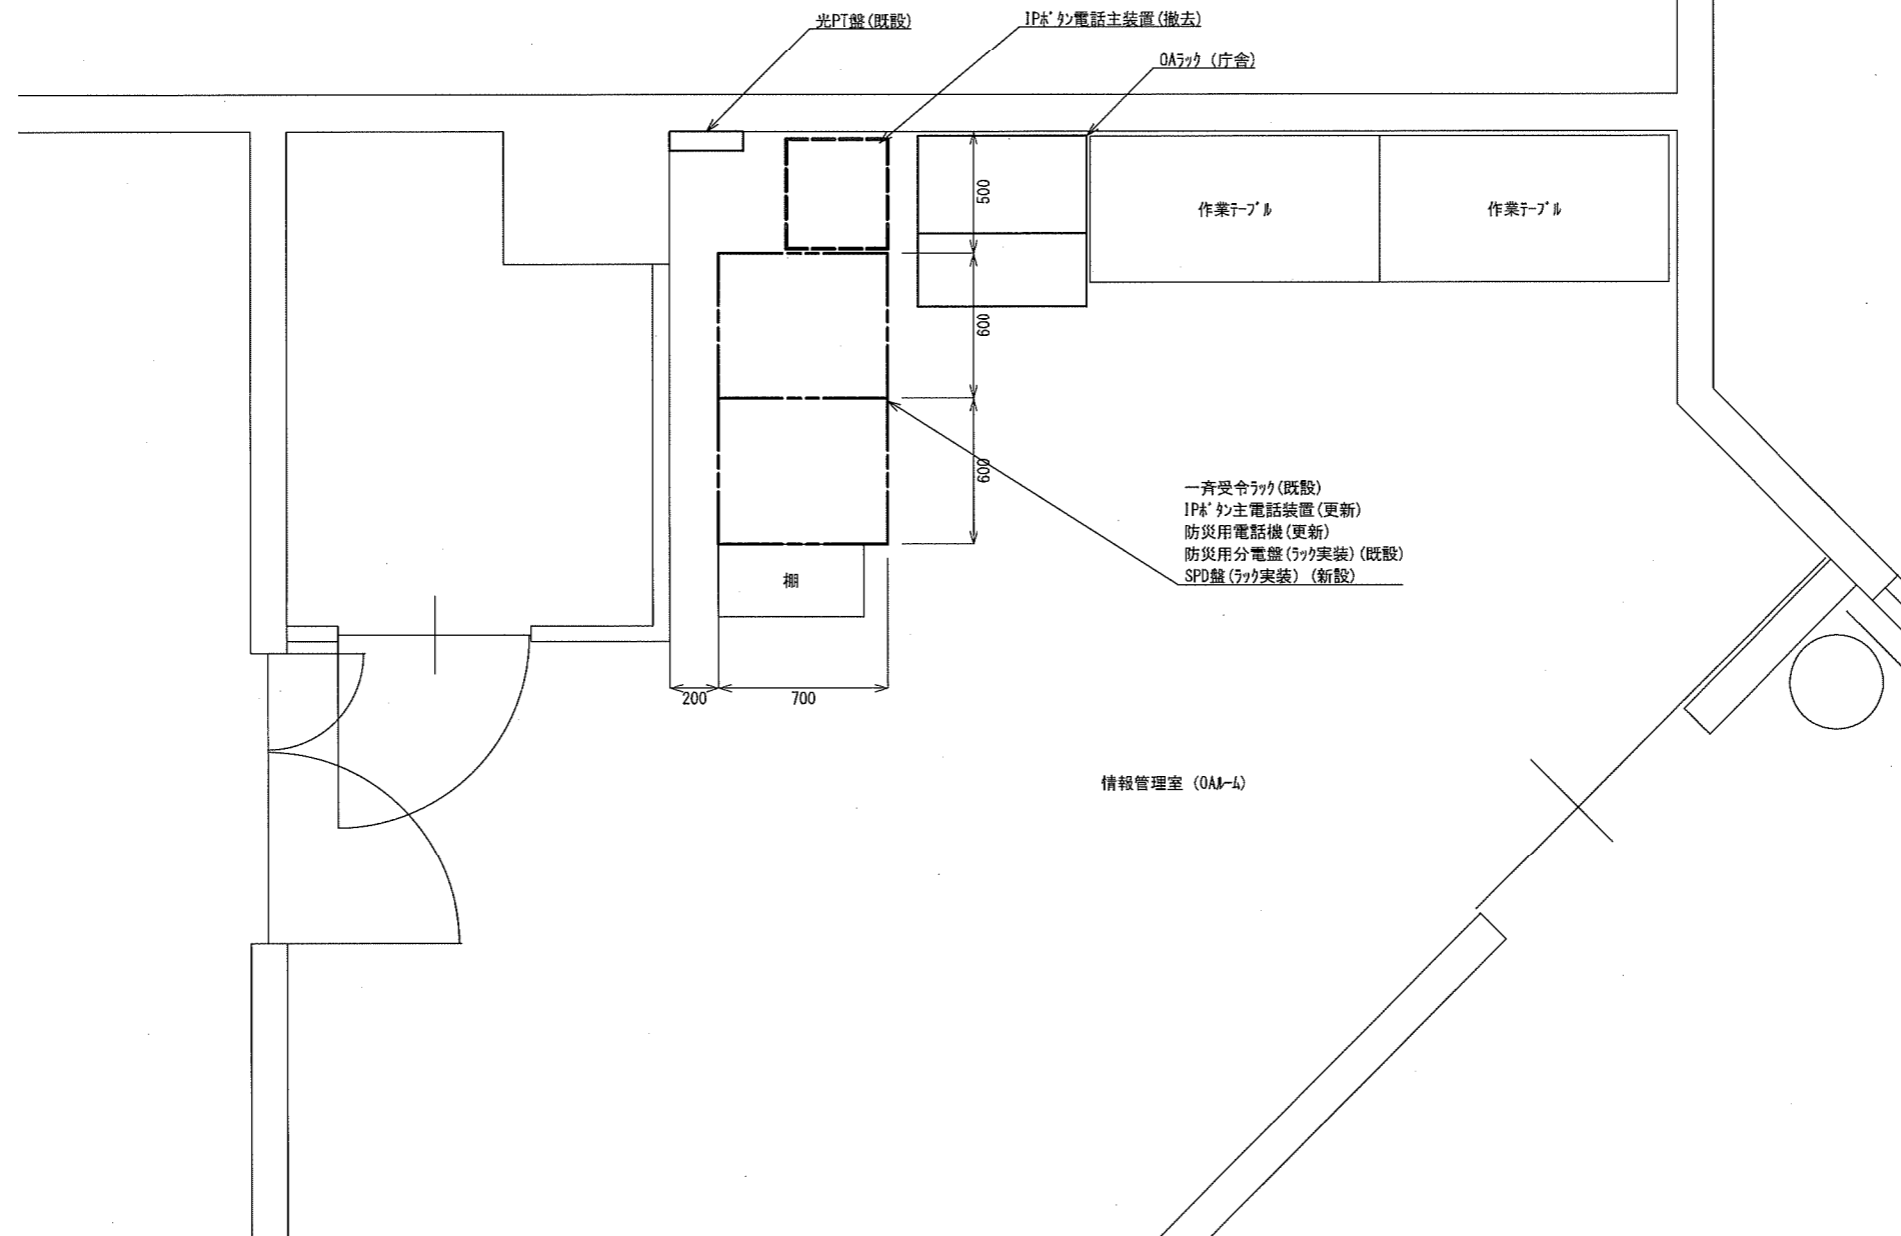 光PT盤(既設)
IPボタン電話主装置(撤去)
OAラック (庁舎)
500
作業テーブル
作業テーブル
600
600
一斉受令ラック(既設)
IPボタン主電話装置(更新)
防災用電話機(更新)
防災用分電盤(ラック実装)(既設)
SPD盤(ラック実装) (新設)
棚
200
700
情報管理室 (OAルーム)